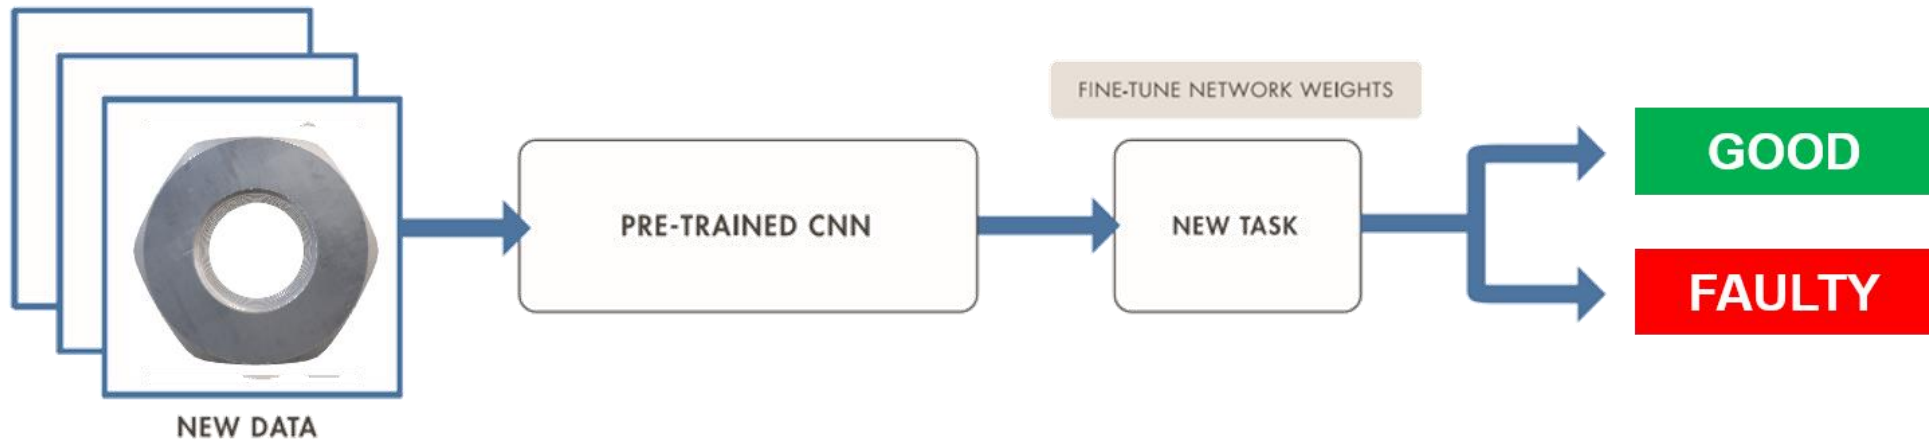 NEW DATA
PRE-TRAINED CNN
FINE-TUNE NETWORK WEIGHTS
NEW TASK
GOOD
FAULTY